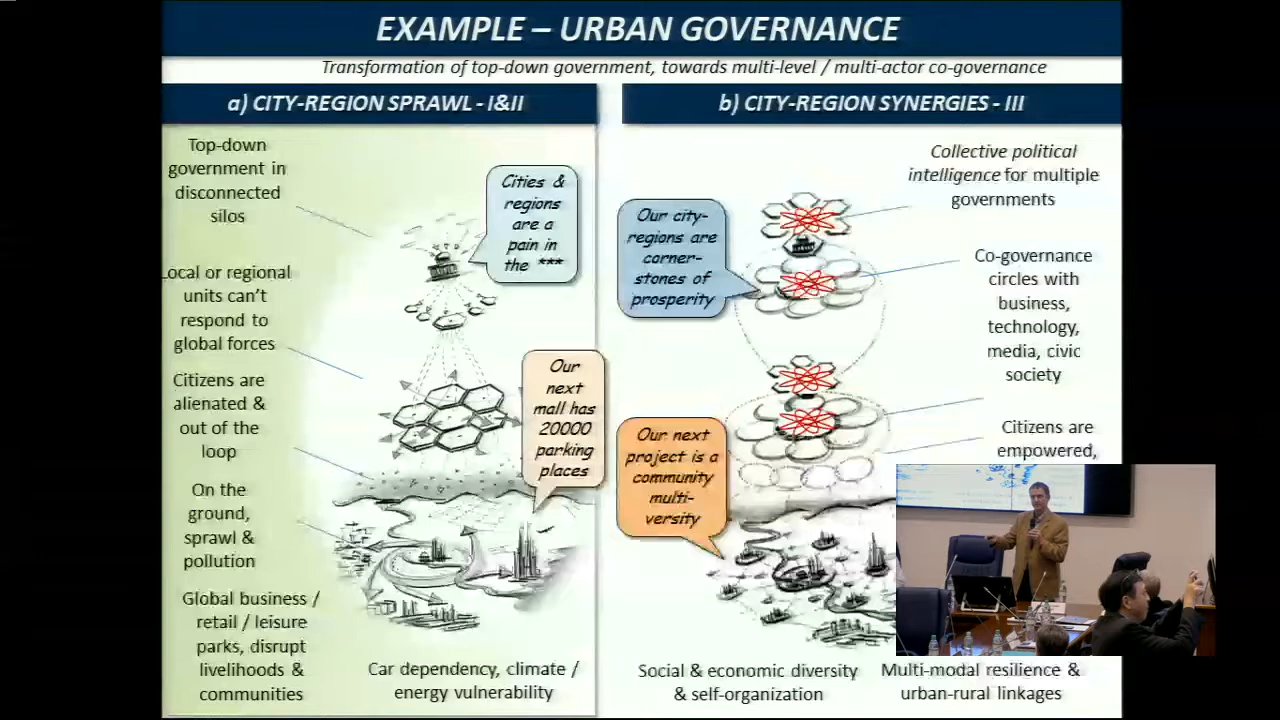 EXAMPLE – URBAN GOVERNANCE
Transformation of top-down government, towards multi-level / multi-actor co-governance
a) CITY-REGION SPRAWL - I&II
Top-down
government in
disconnected
silos
Local or regional
units can't
respond to
global forces
Citizens are
alienated &
out of the
loop
On the
ground,
sprawl &
pollution
Global business /
retail / leisure
parks, disrupt
livelihoods &
communities
Cities &
regions
are a
pain in
the ***
Our
next
mall has
20000
parking
places
Car dependency, climate /
energy vulnerability
b) CITY-REGION SYNERGIES - III
Our city-
regions are
corner-
stones of
prosperity
Our next
project is a
community
multi-
versity
Collective political
intelligence for multiple
governments
Co-governance
circles with
business,
technology,
media, civic
society
Citizens are
empowered,
Social & economic diversity
& self-organization
Multi-modal resilience &
urban-rural linkages